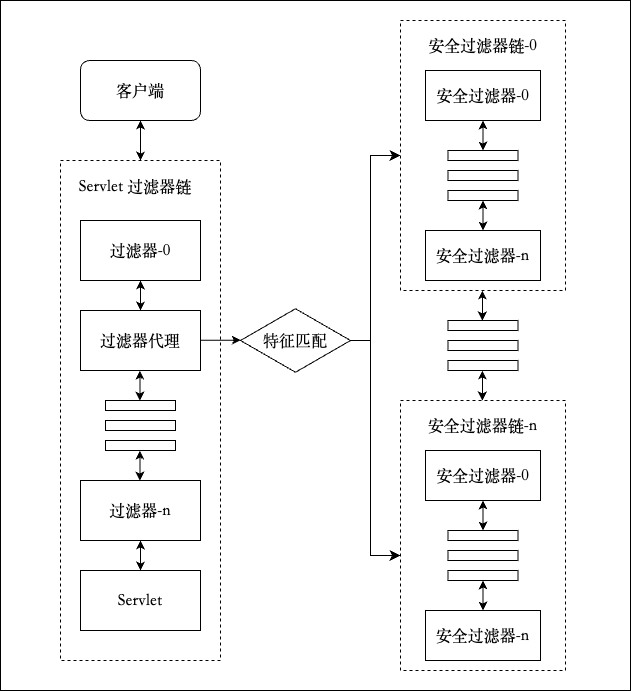 客户端
Servlet 过滤器链
过滤器-0
过滤器代理
过滤器-n
Servlet
特征匹配
安全过滤器链-0
安全过滤器-0
安全过滤器-n
安全过滤器链-n
安全过滤器-0
安全过滤器-n